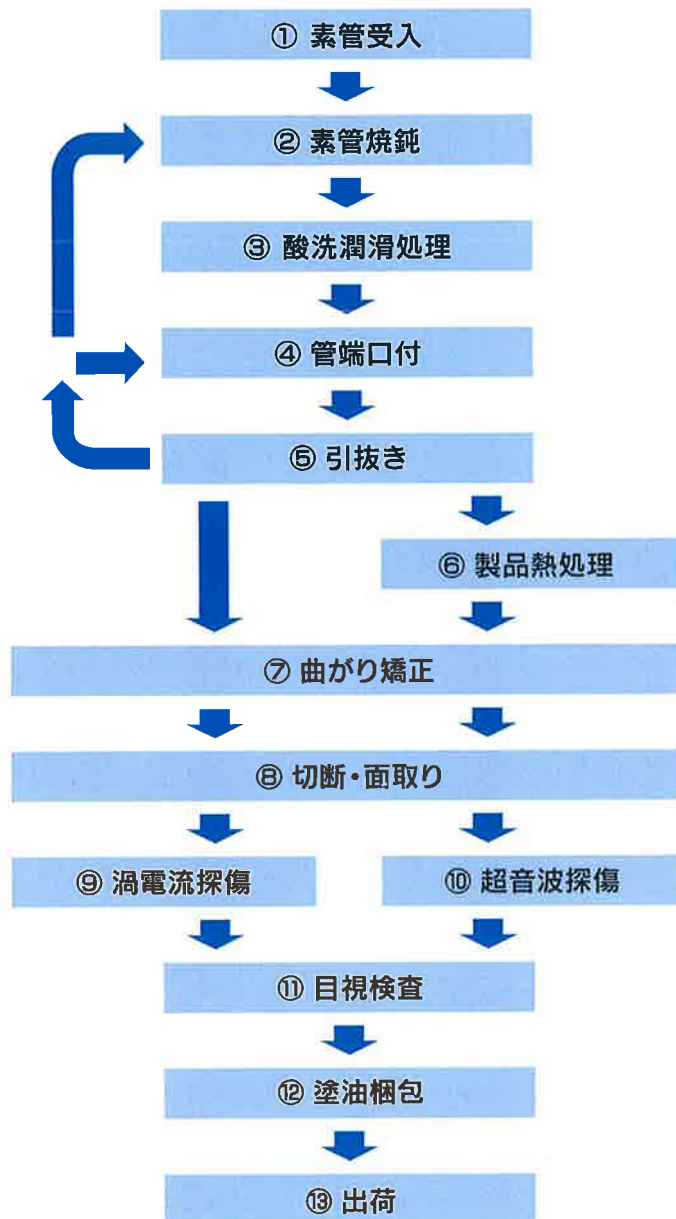 ① 素管受入
② 素管焼鈍
③ 酸洗潤滑処理
④ 管端口付
⑤ 引抜き
⑥ 製品熱処理
⑦ 曲がり矯正
⑧ 切断・面取り
⑨ 渦電流探傷
⑩ 超音波探傷
⑪ 目視検査
⑫ 塗油梱包
⑬ 出荷